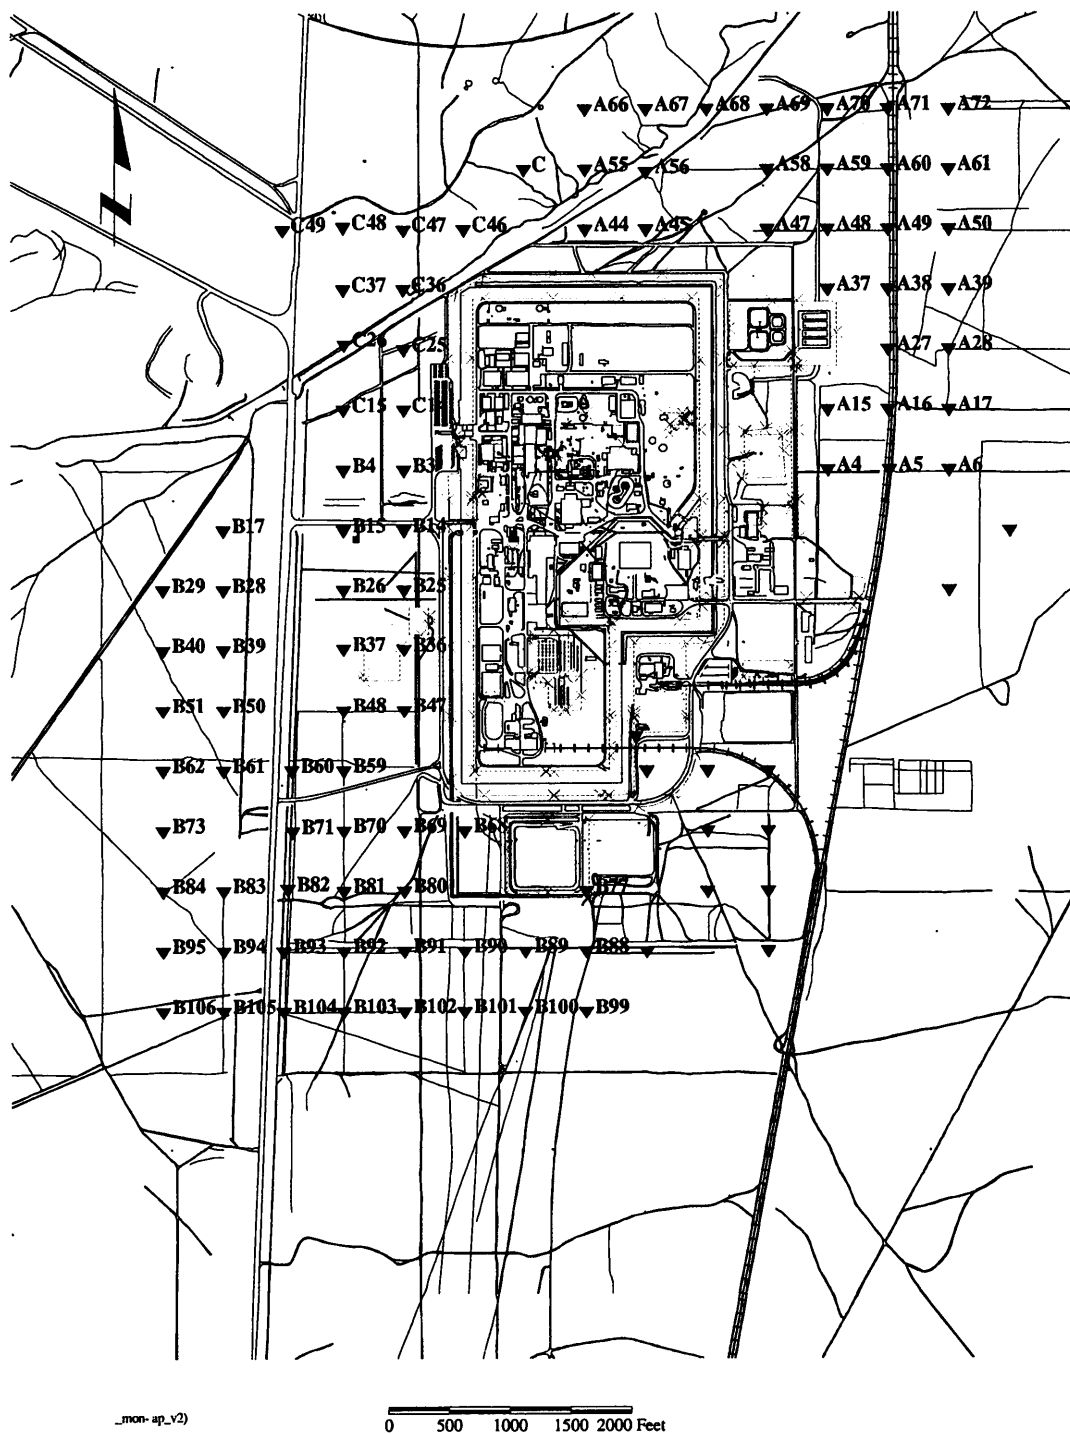 A66 A67 A68 A69 A70 A71 A72
C A55 A56 A58 A59 A60 A61
C49 C48 C47 C46 A44 A45 A47 A48 A49 A50
C37 C36 A37 A38 A39
C26 C25 A27 A28
C15 A15 A16 A17
B4 B3 A4 A5 A6
B17 B15 B14
B29 B28 B26 B25
B40 B39 B37 B36
B51 B50 B48 B47
B62 B61 B60 B59
B73 B71 B70 B69 B68
B84 B83 B82 B81 B80 B77
B95 B94 B93 B92 B91 B90 B89 B88
B106 B105 B104 B103 B102 B101 B100 B99
_mon- ap_v2)
0 500 1000 1500 2000 Feet